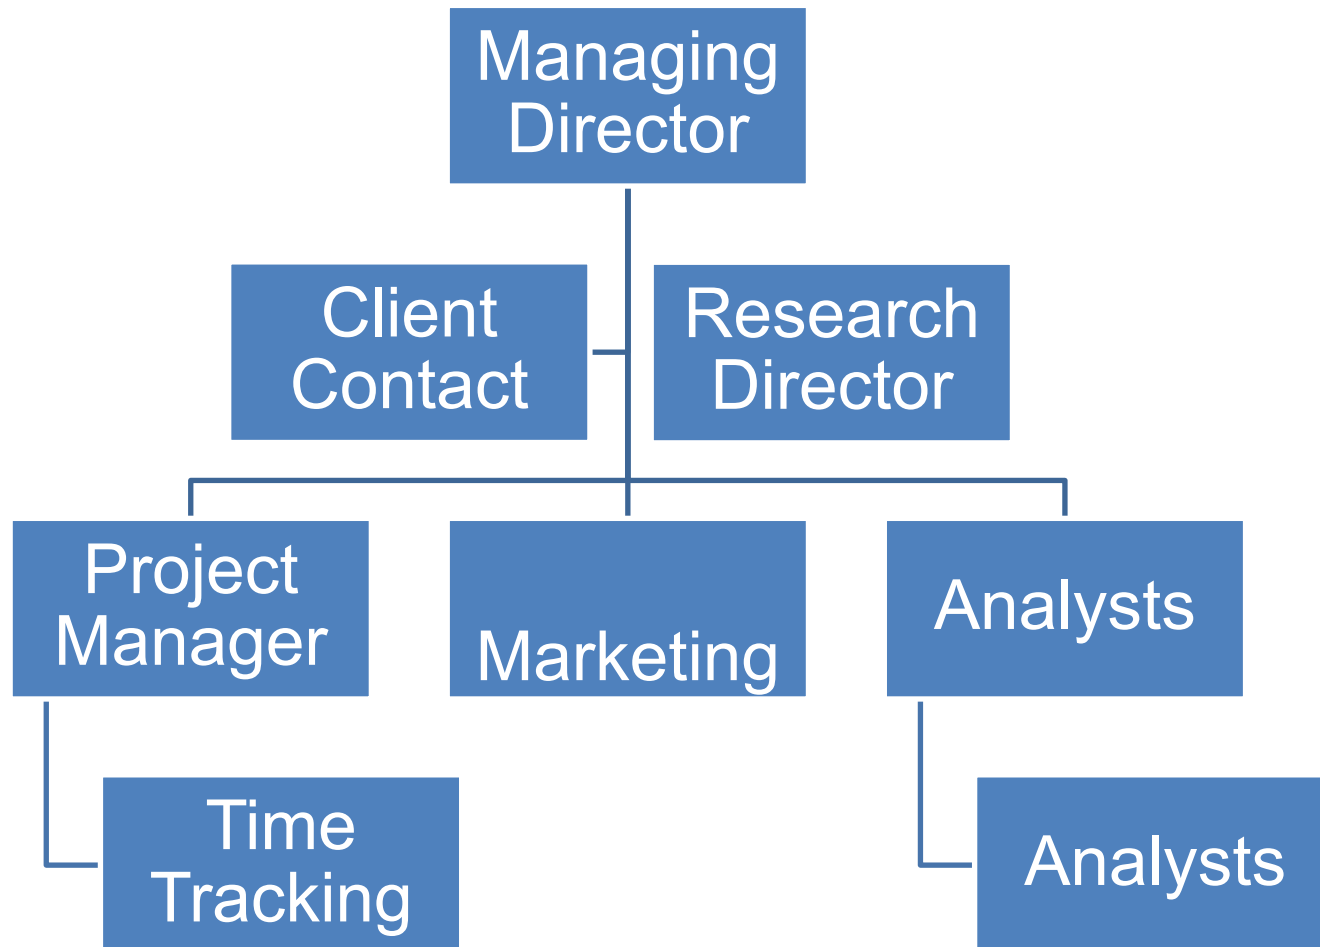 Managing
Director
Client
Contact
Research
Director
Project
Manager
Marketing
Analysts
Time
Tracking
Analysts